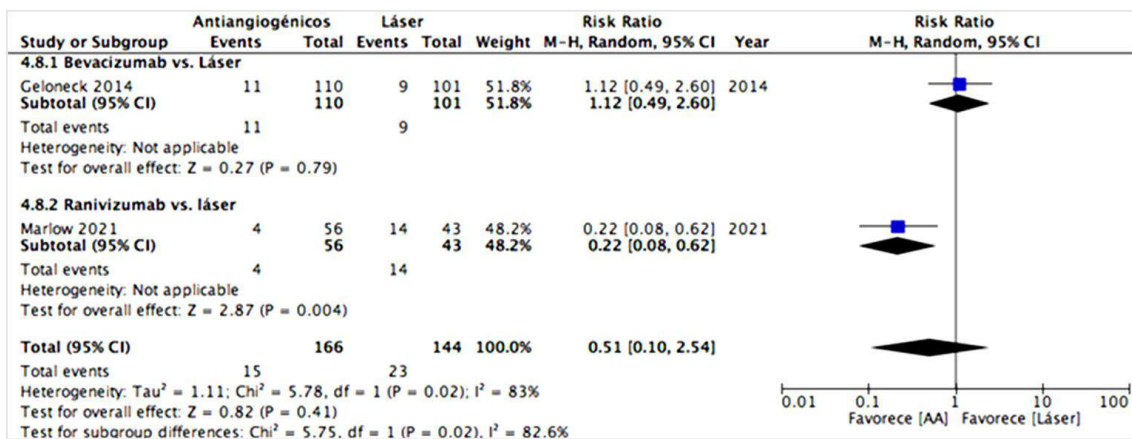 Antiangiogénicos Láser Risk Ratio Risk Ratio
Study or Subgroup Events Total Events Total Weight M-H, Random, 95% CI Year M-H, Random, 95% CI
4.8.1 Bevacizumab vs. Láser
Geloneck 2014 11 110 9 101 51.8% 1.12 [0.49, 2.60] 2014
Subtotal (95% CI) 110 101 51.8% 1.12 [0.49, 2.60]
Total events 11 9
Heterogeneity: Not applicable
Test for overall effect: Z = 0.27 (P = 0.79)
4.8.2 Ranivizumab vs. láser
Marlow 2021 4 56 14 43 48.2% 0.22 [0.08, 0.62] 2021
Subtotal (95% CI) 56 43 48.2% 0.22 [0.08, 0.62]
Total events 4 14
Heterogeneity: Not applicable
Test for overall effect: Z = 2.87 (P = 0.004)
Total (95% CI) 166 144 100.0% 0.51 [0.10, 2.54]
Total events 15 23
Heterogeneity: Tau² = 1.11; Chi² = 5.78, df = 1 (P = 0.02); I² = 83%
Test for overall effect: Z = 0.82 (P = 0.41)
Test for subgroup differences: Chi² = 5.75, df = 1 (P = 0.02), I² = 82.6%
0.01 0.1 1 10 100
Favorece [AA] Favorece [Láser]